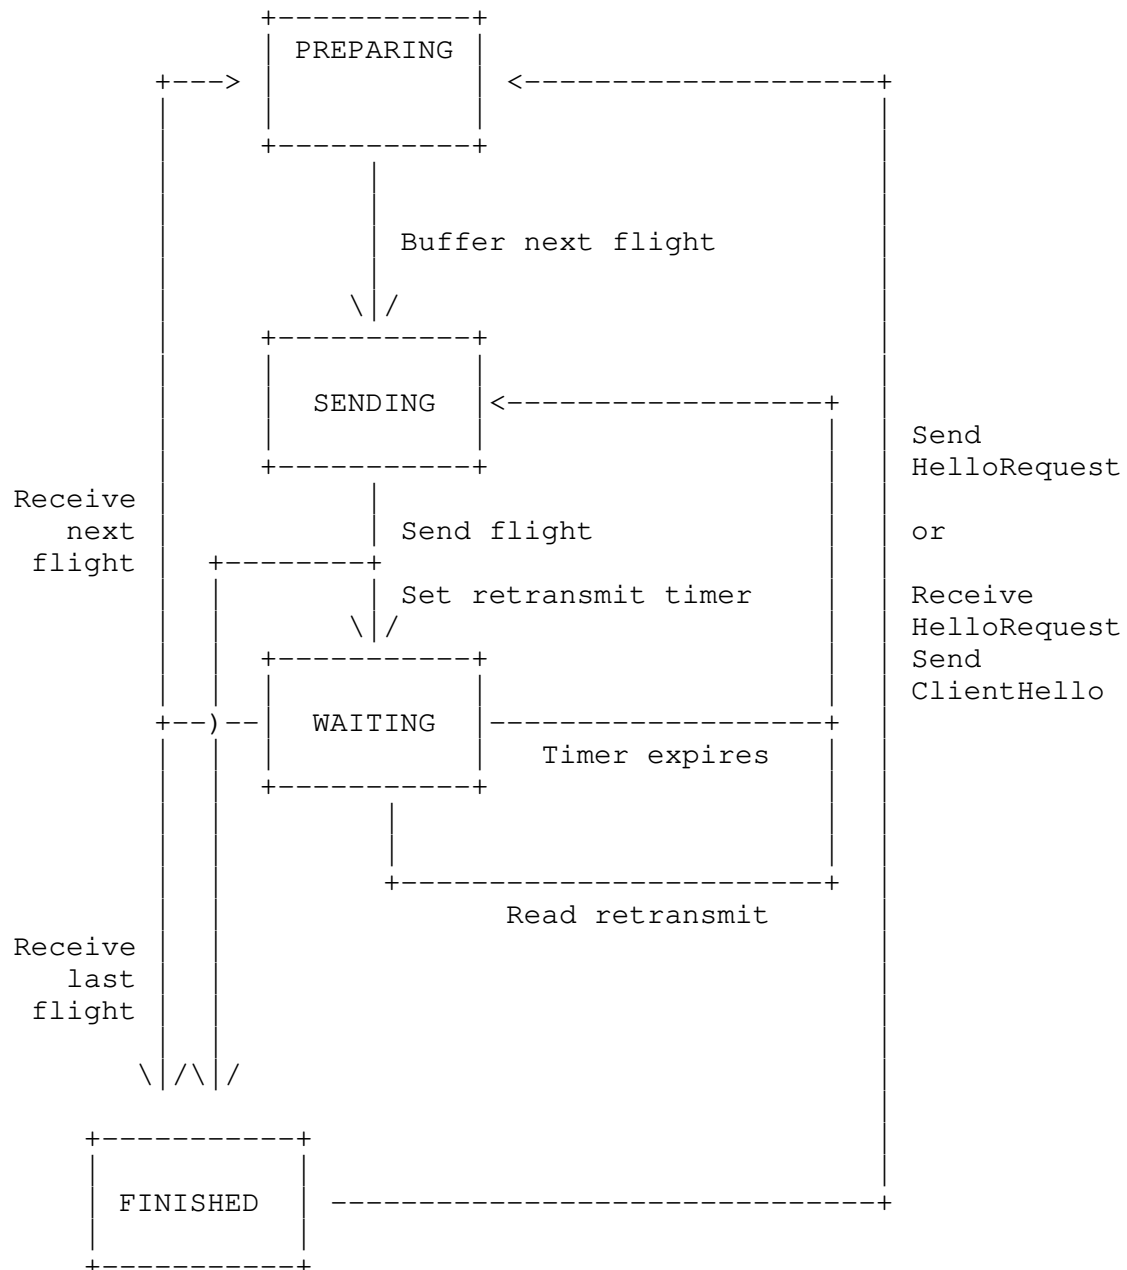 PREPARING
Buffer next flight
SENDING
Send
HelloRequest
Receive
next
flight
Send flight
or
Set retransmit timer
Receive
HelloRequest
Send
ClientHello
WAITING
Timer expires
Read retransmit
Receive
last
flight
FINISHED